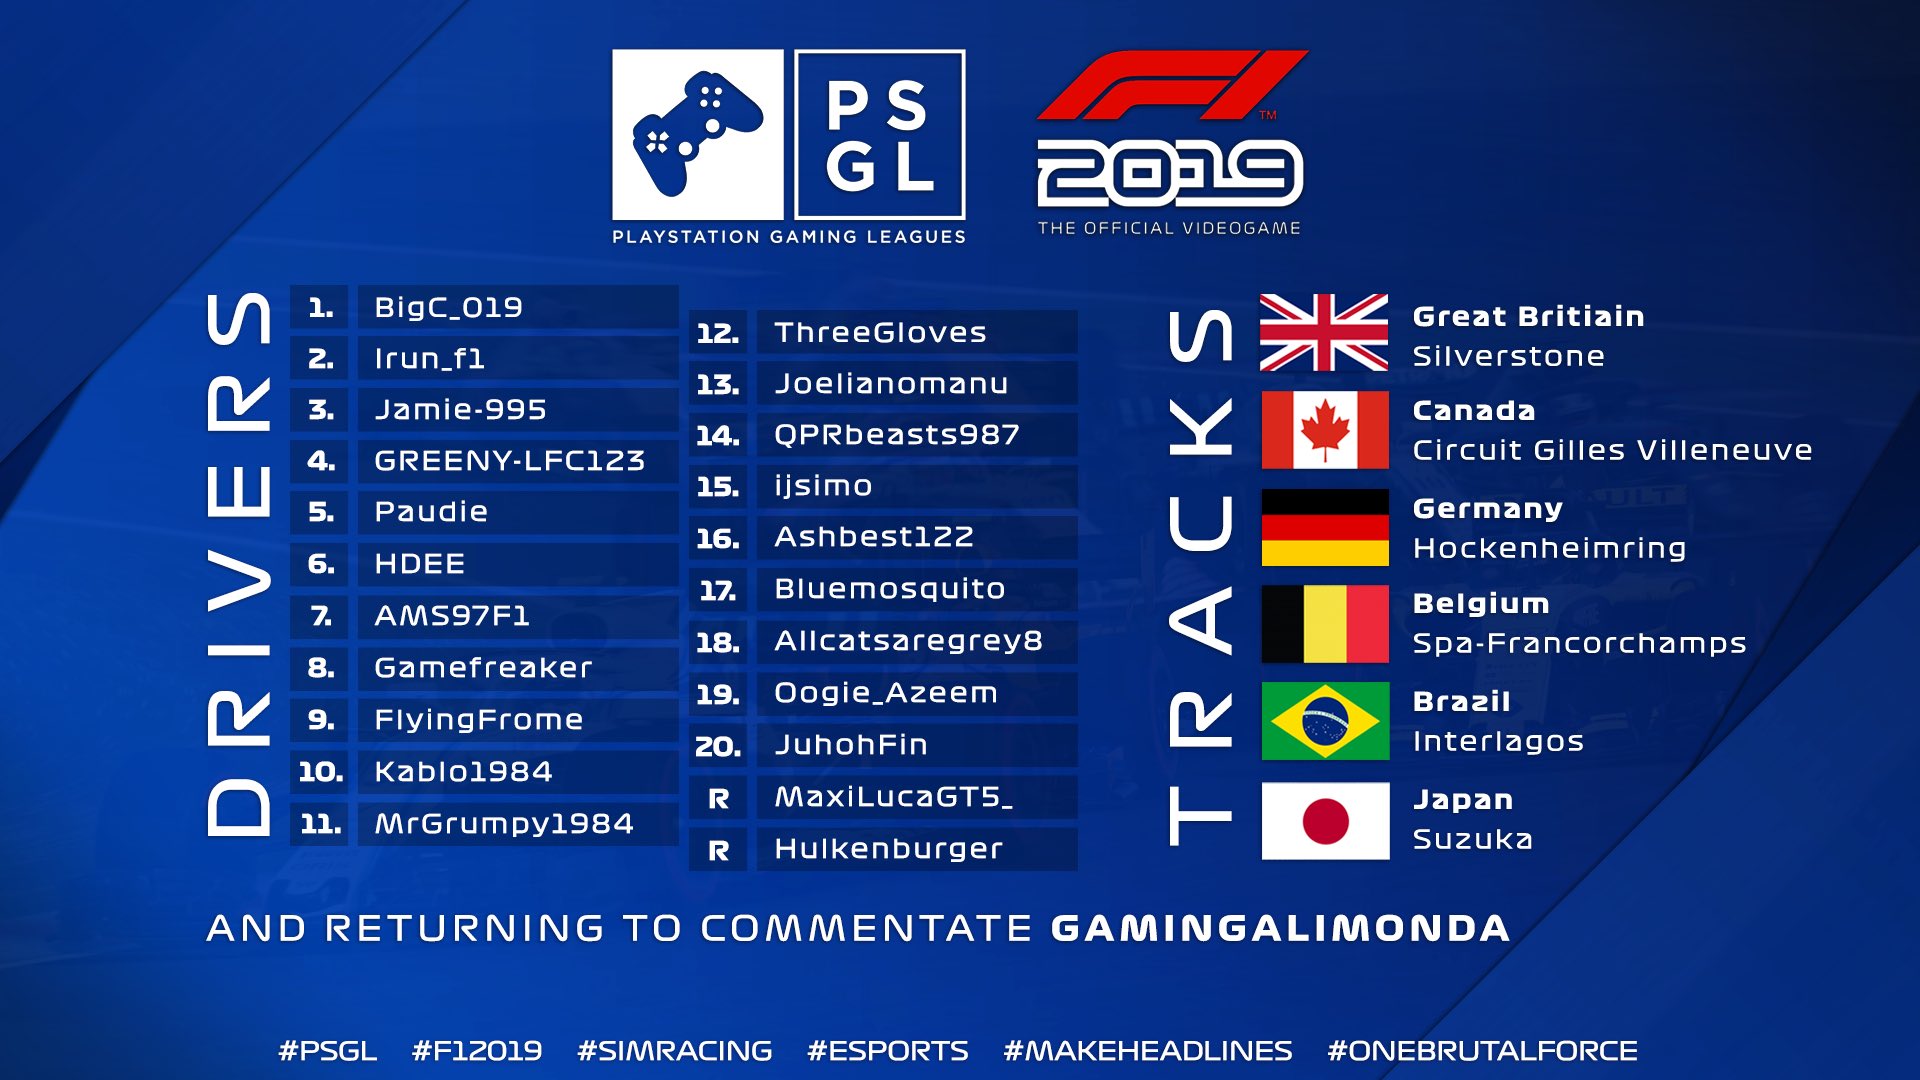 P S
G L
PLAYSTATION GAMING LEAGUES
F1 ™
2019
THE OFFICIAL VIDEOGAME
DRIVERS
1. BigC_019
2. Irun_f1
3. Jamie-995
4. GREENY-LFC123
5. Paudie
6. HDEE
7. AMS97F1
8. Gamefreaker
9. FlyingFrome
10. Kablo1984
11. MrGrumpy1984
12. ThreeGloves
13. Joelianomanu
14. QPRbeasts987
15. ijsimo
16. Ashbest122
17. Bluemosquito
18. Allcatsaregrey8
19. Oogie_Azeem
20. JuhohFin
R MaxiLucaGT5_
R Hulkenburger
TRACKS
Great Britiain
Silverstone
Canada
Circuit Gilles Villeneuve
Germany
Hockenheimring
Belgium
Spa-Francorchamps
Brazil
Interlagos
Japan
Suzuka
AND RETURNING TO COMMENTATE GAMINGALIMONDA
#PSGL #F12019 #SIMRACING #ESPORTS #MAKEHEADLINES #ONEBRUTALFORCE